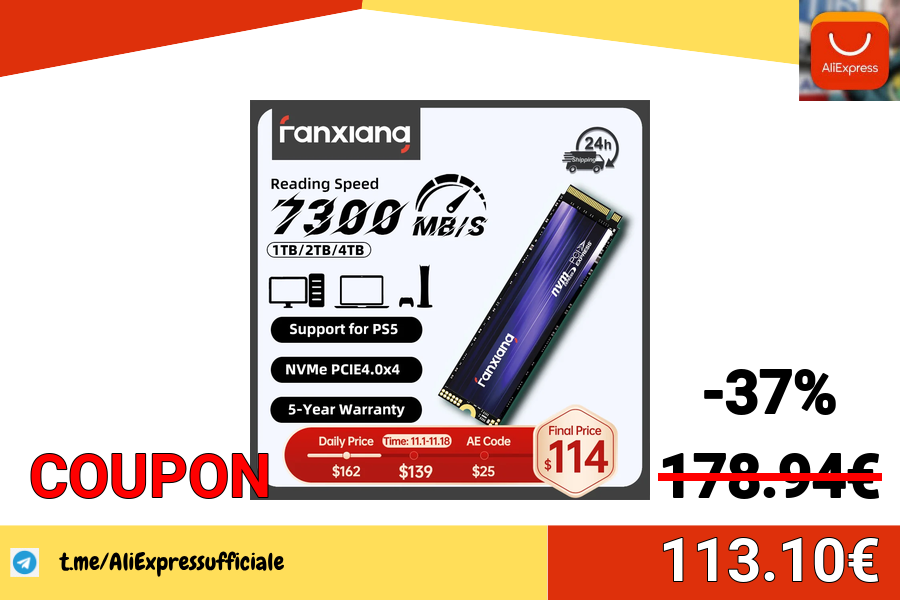 AliExpress
fanxiang
24h
Shipping
Reading Speed
7300 MB/S
1TB/2TB/4TB
Support for PS5
NVMe PCIE4.0x4
5-Year Warranty
fanxiang
Daily Price Time: 11.1-11.18 AE Code
$162 $139 $25
Final Price
$114
COUPON
-37%
178.94€
113.10€
t.me/AliExpressufficiale